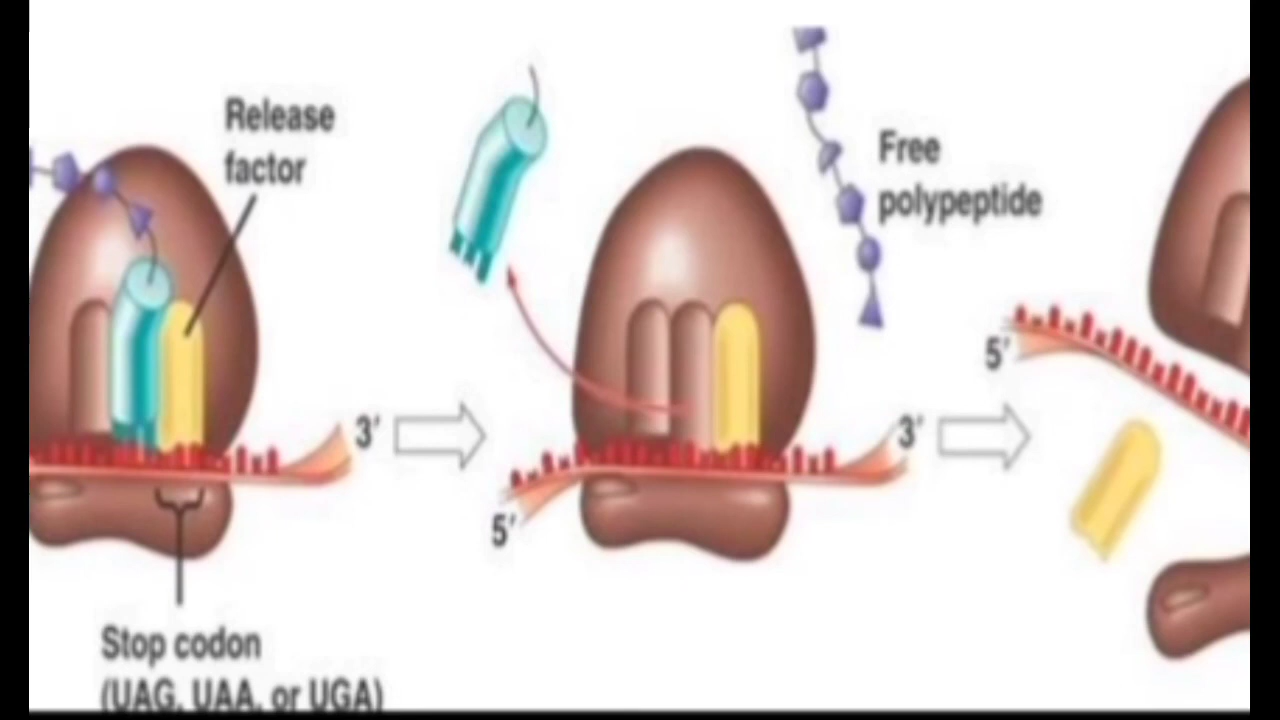 Release
factor
3′
Stop codon
(UAG, UAA, or UGA)
5′
3′
Free
polypeptide
5′